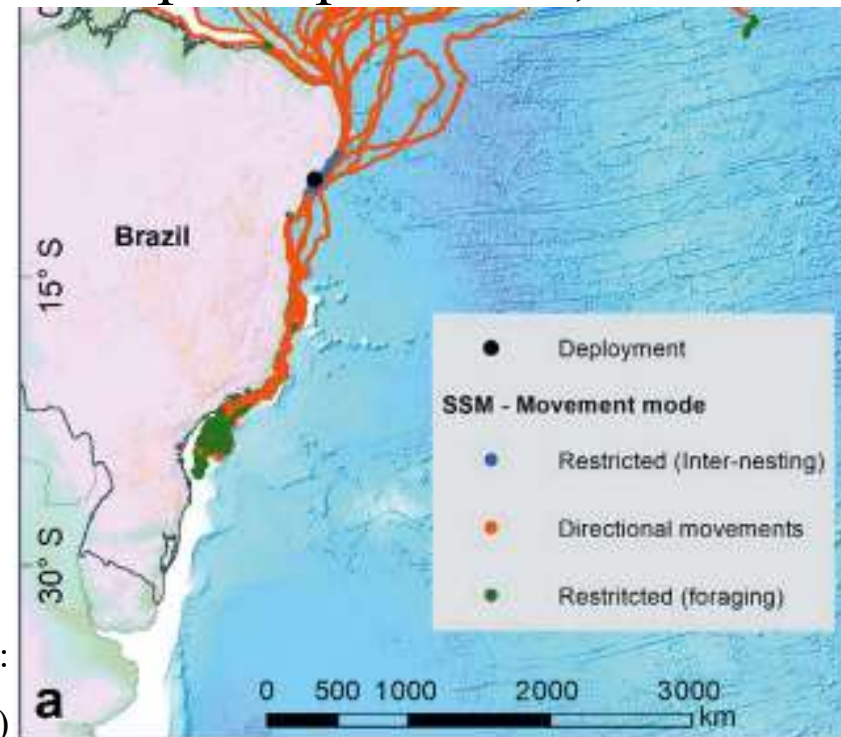 Brazil
15° S
Deployment
SSM - Movement mode
Restricted (Inter-nesting)
Directional movements
30° S
Restritcted (foraging)
:
a
0 500 1000 2000 3000
km
)